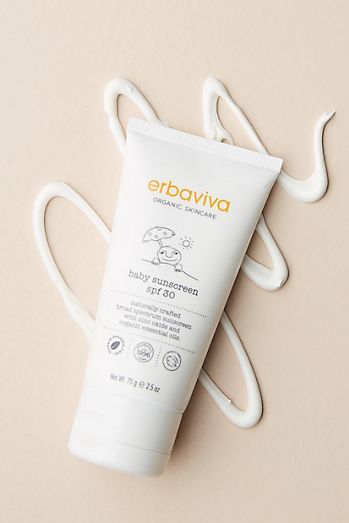 erbaviva
ORGANIC SKINCARE
baby sunscreen
spf 30
naturally crafted
broad spectrum sunscreen
with zinc oxide and
organic essential oils.
1996
Net Wt. 75 g e 2.5 oz